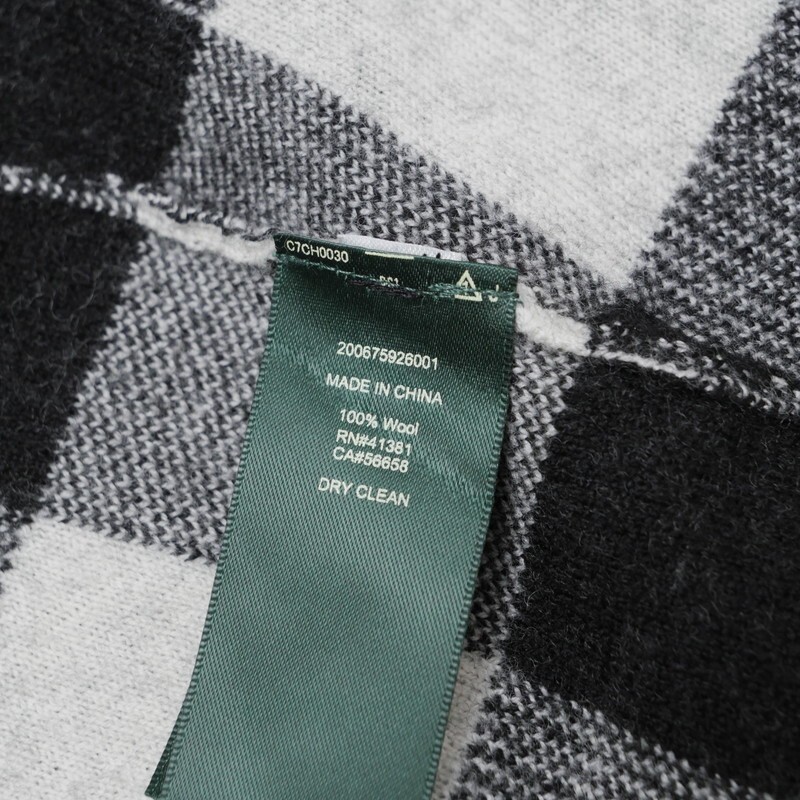 C7CH0030
200675926001
MADE IN CHINA
100% Wool
RN#41381
CA#56658
DRY CLEAN